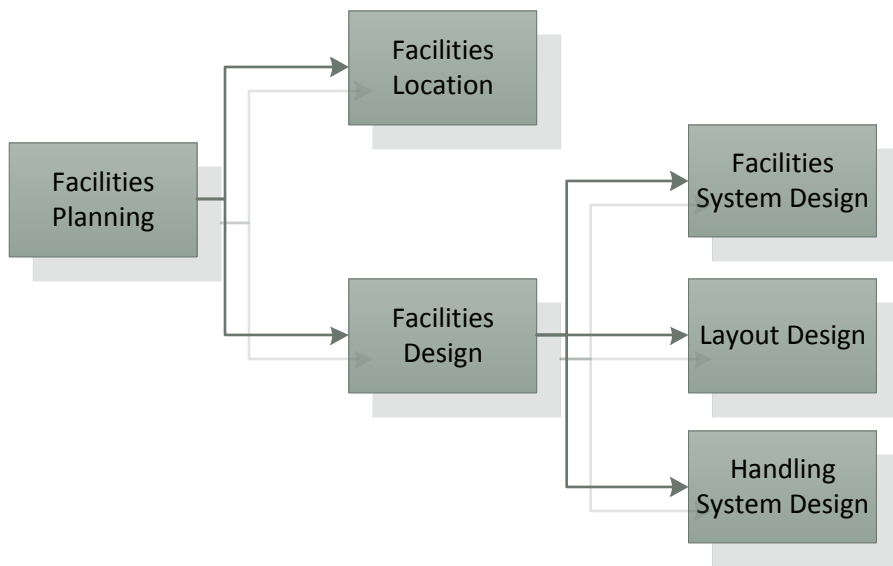 Facilities
Location
Facilities
Planning
Facilities
System Design
Facilities
Design
Layout Design
Handling
System Design